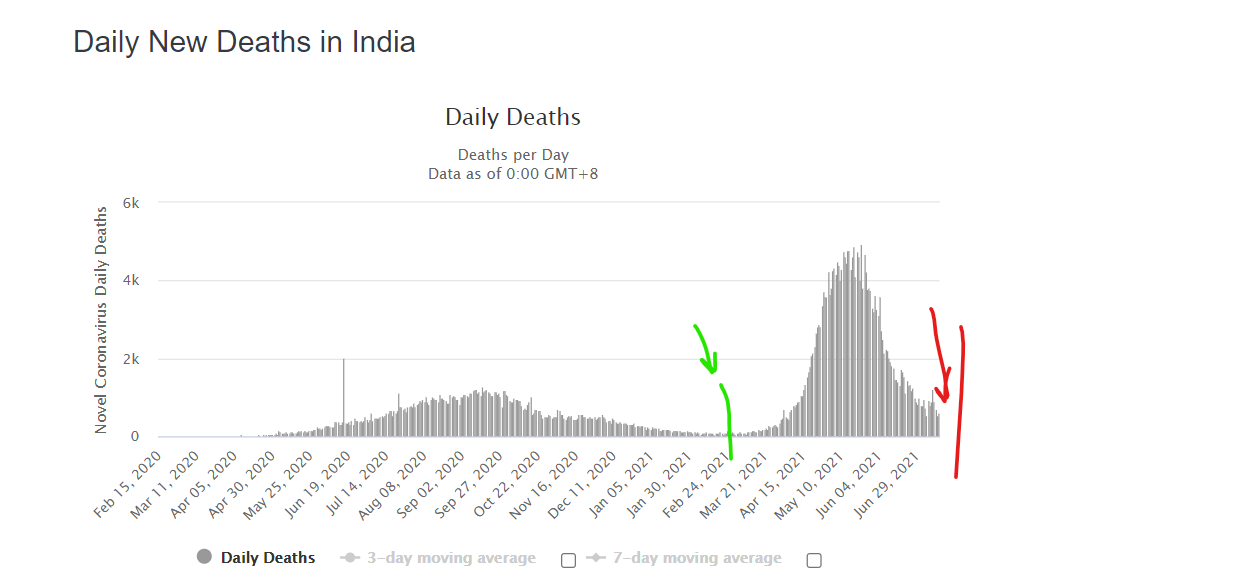 Daily New Deaths in India
Daily Deaths
Deaths per Day
Data as of 0:00 GMT+8
Novel Coronavirus Daily Deaths
6k
4k
2k
0
Feb 15, 2020
Mar 11, 2020
Apr 05, 2020
Apr 30, 2020
May 25, 2020
Jun 19, 2020
Jul 14, 2020
Aug 08, 2020
Sep 02, 2020
Sep 27, 2020
Oct 22, 2020
Nov 16, 2020
Dec 11, 2020
Jan 05, 2021
Jan 30, 2021
Feb 24, 2021
Mar 21, 2021
Apr 15, 2021
May 10, 2021
Jun 04, 2021
Jun 29, 2021
Daily Deaths 3-day moving average 7-day moving average